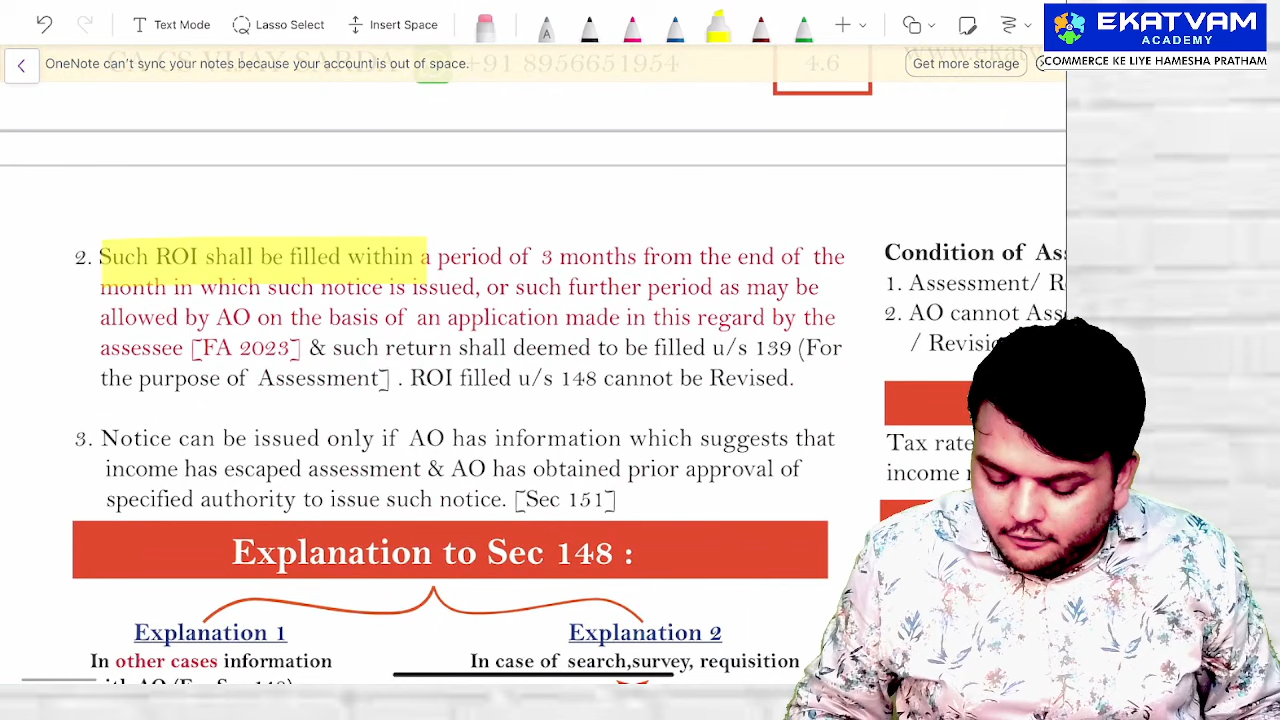 Text Mode
Lasso Select
Insert Space
EKATVAM
ACADEMY
COMMERCE KE LIYE HAMESHA PRATHAM
OneNote can't sync your notes because an account is out of space.
+91 8956651954
4.6
Get more storage
2. Such ROI shall be filled within a period of 3 months from the end of the
month in which such notice is issued, or such further period as may be
allowed by AO on the basis of an application made in this regard by the
assessee [FA 2023] & such return shall deemed to be filled u/s 139 (For
the purpose of Assessment] . ROI filled u/s 148 cannot be Revised.
3. Notice can be issued only if AO has information which suggests that
income has escaped assessment & AO has obtained prior approval of
specified authority to issue such notice. [Sec 151]
Explanation to Sec 148 :
Explanation 1
In other cases information
Explanation 2
In case of search,survey, requisition
Condition of
1. Assessment/
2. AO cannot
Tax rate
income